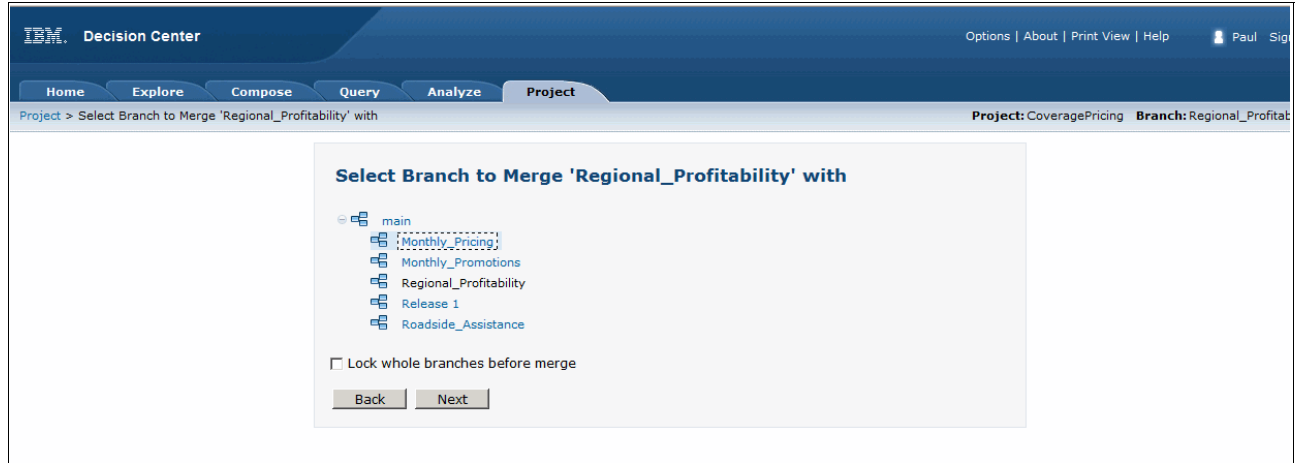 IBM. Decision Center
Options | About | Print View | Help Paul
Home Explore Compose Query Analyze Project
Project > Select Branch to Merge 'Regional_Profitability' with
Project: CoveragePricing Branch:
Select Branch to Merge 'Regional_Profitability' with
main
Monthly_Pricing
Monthly_Promotions
Regional_Profitability
Release 1
Roadside_Assistance
Lock whole branches before merge
Back Next